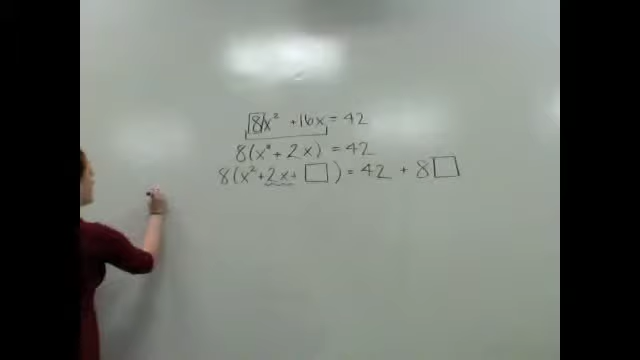 8x² + 16x = 42
8(x² + 2x) = 42
8(x² + 2x + □) = 42 + 8□